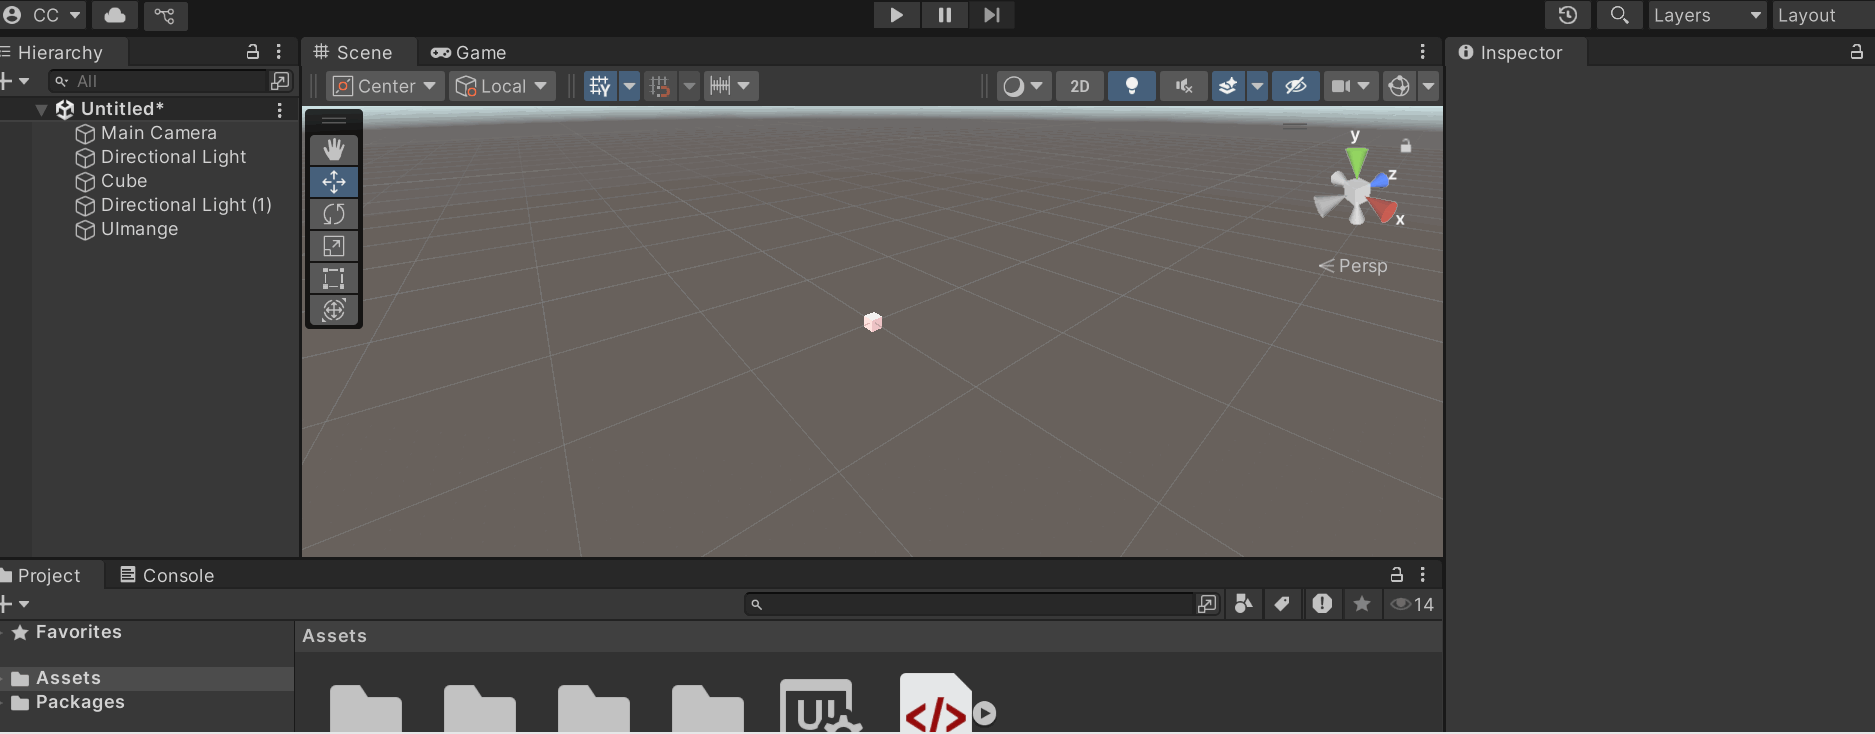 CC
Layers
Layout
Hierarchy
Scene
Game
Inspector
All
Center
Local
2D
Untitled*
Main Camera
Directional Light
Cube
Directional Light (1)
UImange
y
z
x
Persp
Project
Console
14
Favorites
Assets
Assets
Packages
UI
</>